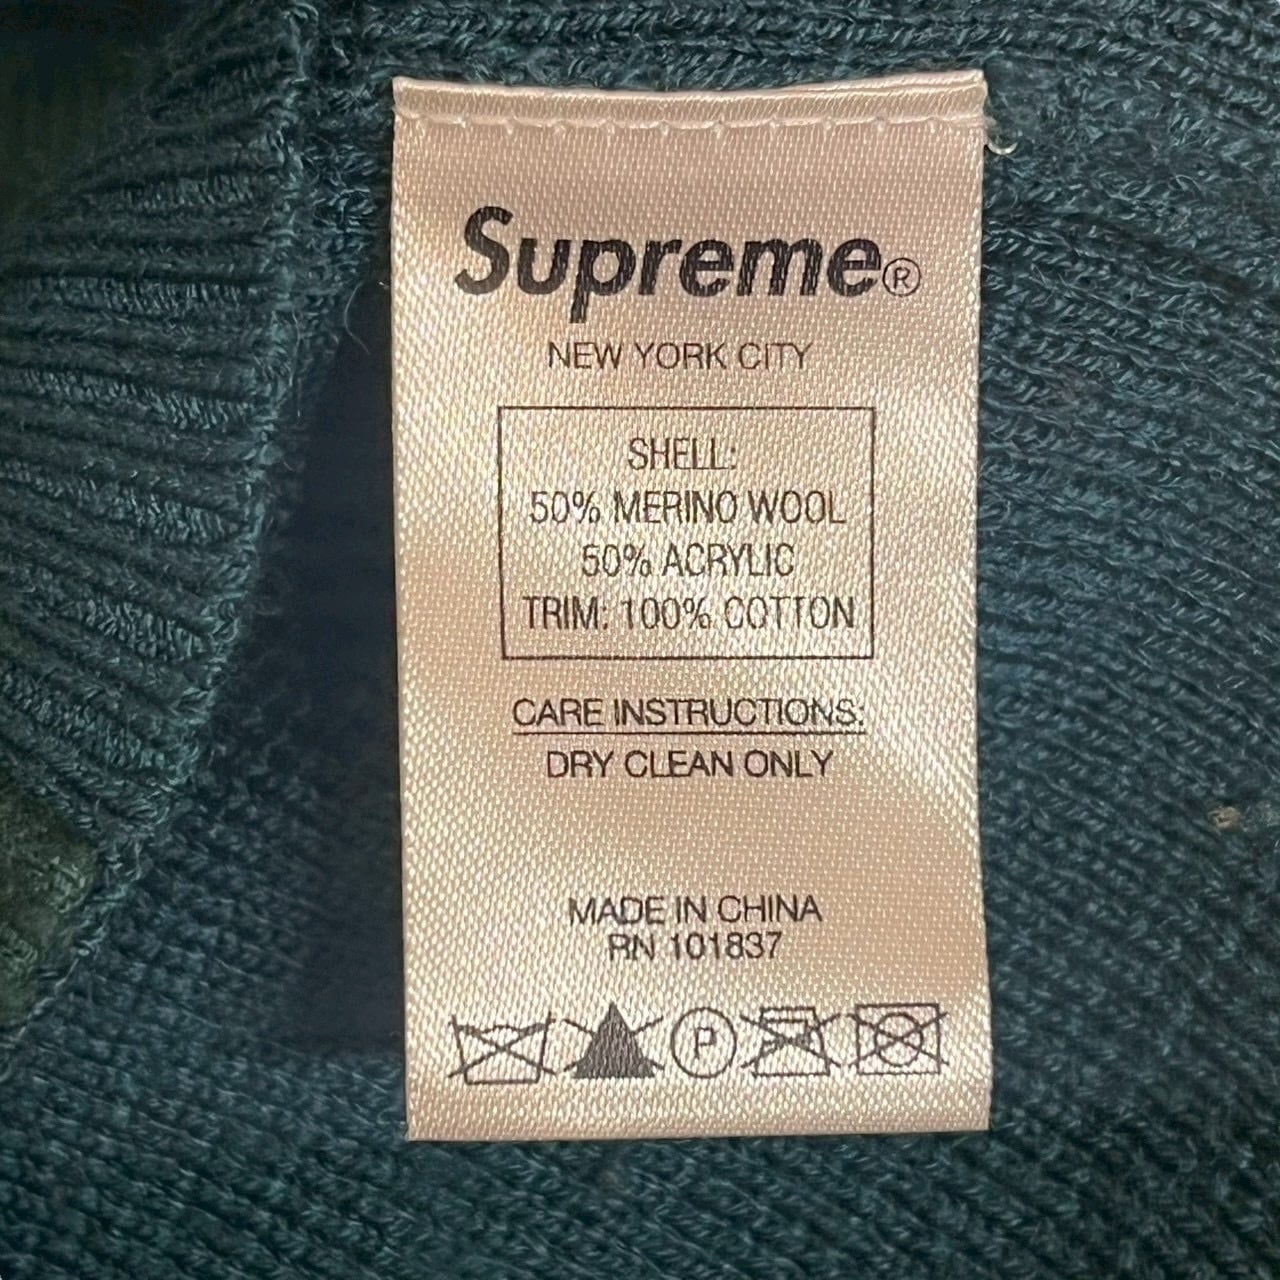 Supreme®
NEW YORK CITY
SHELL:
50% MERINO WOOL
50% ACRYLIC
TRIM: 100% COTTON
CARE INSTRUCTIONS:
DRY CLEAN ONLY
MADE IN CHINA
RN 101837
P